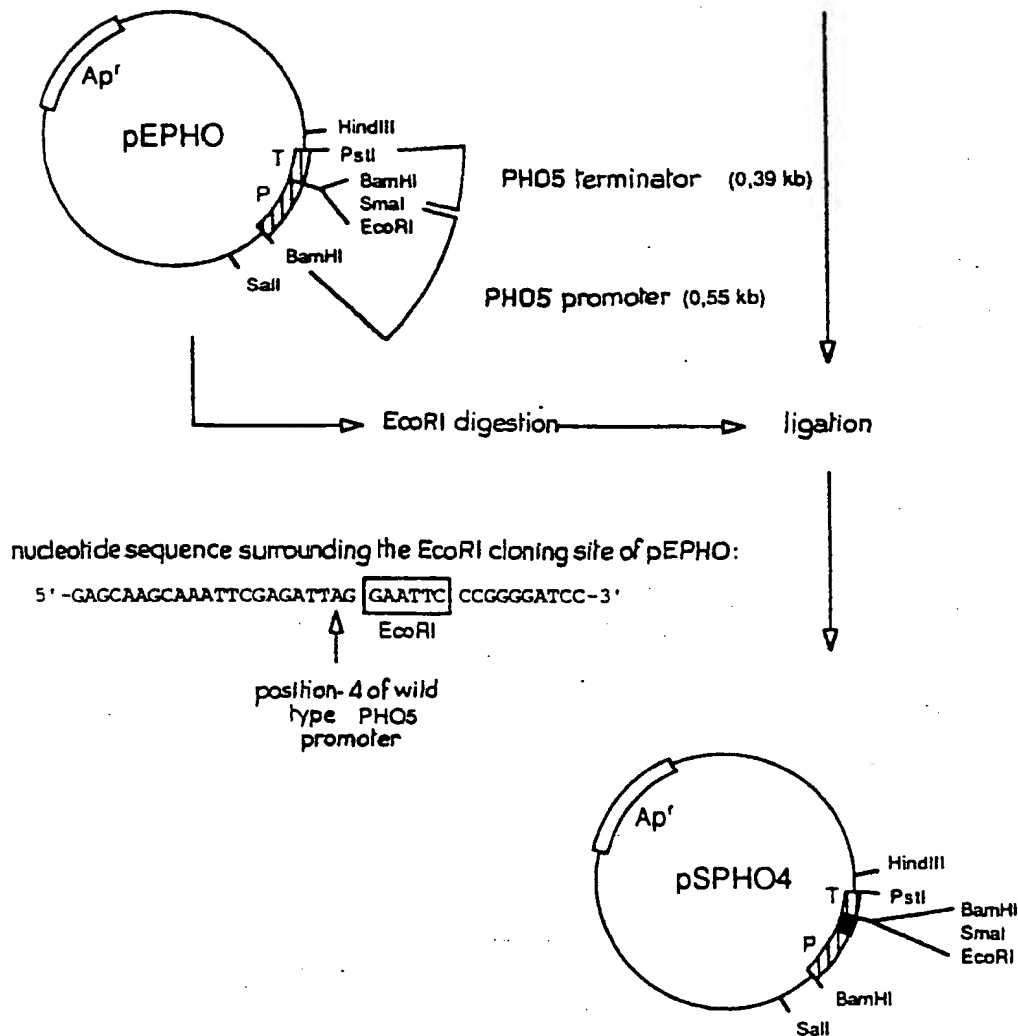 Apʳ
pEPHO
HindIII
T
PstI
BamHI
P
SmaI
EcoRI
BamHI
SalI
PHO5 terminator (0,39 kb)
PHO5 promoter (0,55 kb)
EcoRI digestion
ligation
nucleotide sequence surrounding the EcoRI cloning site of pEPHO:
5'-GAGCAAGCAAATTCGAGATTAG GAATTC CCGGGGATCC-3'
EcoRI
position-4 of wild
type PHO5
promoter
Apʳ
pSPHO4
HindIII
T
PstI
BamHI
SmaI
P
EcoRI
BamHI
SalI